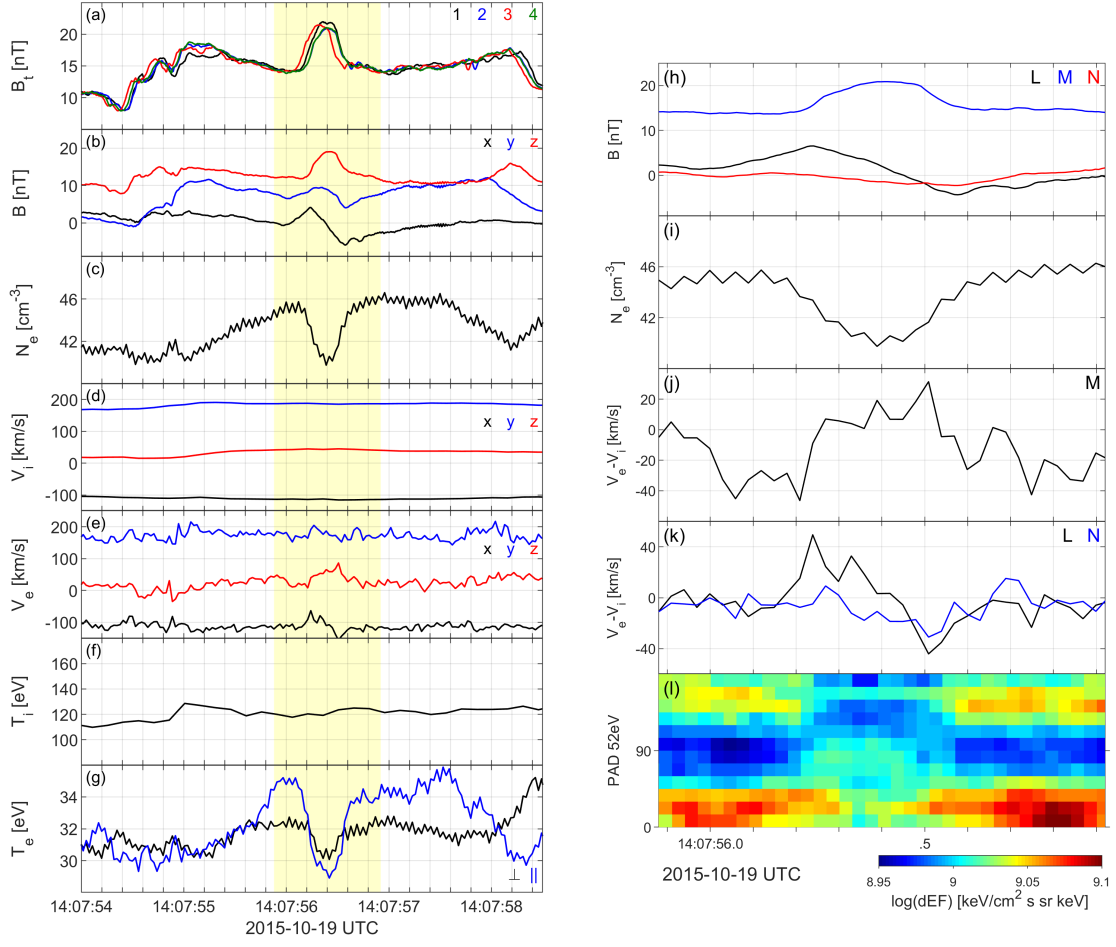 (a)
1 2 3 4
B_t [nT]
20
15
10
(b)
x y z
B [nT]
20
10
0
(c)
N_e [cm^-3]
46
42
(d)
x y z
V_i [km/s]
200
100
0
-100
(e)
x y z
V_e [km/s]
200
100
0
-100
(f)
T_i [eV]
160
140
120
100
(g)
T_e [eV]
34
32
30
⊥ ||
14:07:54 14:07:55 14:07:56 14:07:57 14:07:58
2015-10-19 UTC
(h)
L M N
B [nT]
20
10
0
(i)
N_e [cm^-3]
46
42
(j)
M
V_e-V_i [km/s]
20
0
-20
-40
(k)
L N
V_e-V_i [km/s]
40
0
-40
(l)
PAD 52eV
90
0
14:07:56.0 .5
2015-10-19 UTC
8.95 9 9.05 9.1
log(dEF) [keV/cm^2 s sr keV]